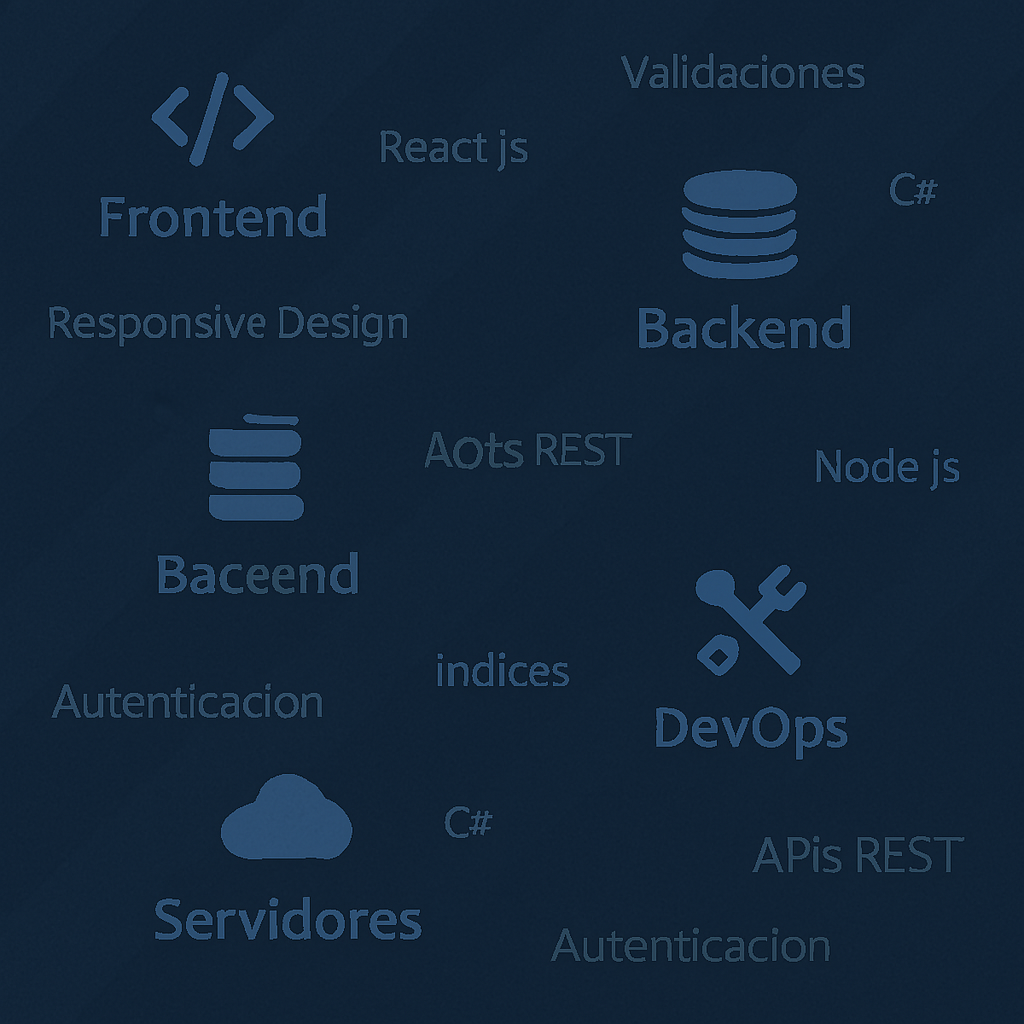 Validaciones
React js
C#
Frontend
Responsive Design
Backend
Aots REST
Node js
Baceend
indices
Autenticacion
DevOps
C#
APis REST
Servidores
Autenticacion